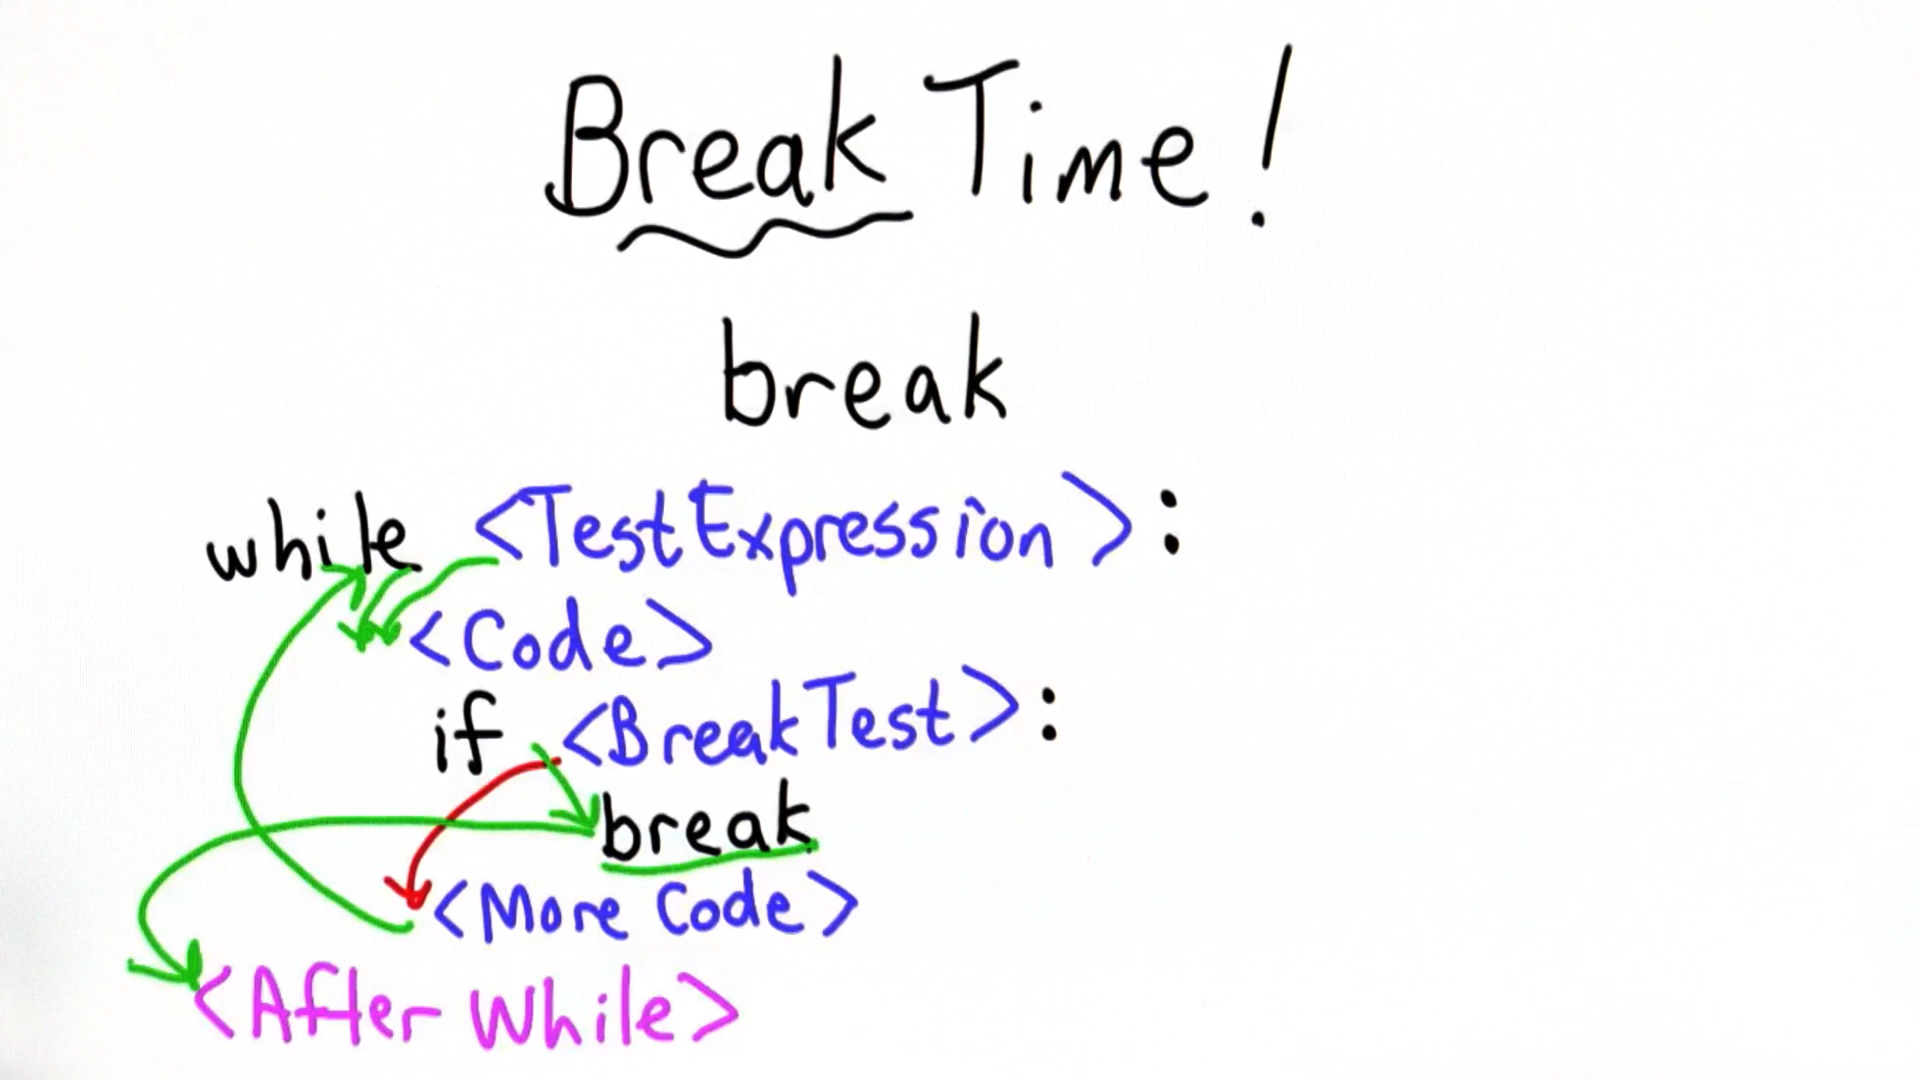 Break Time!
break
while <TestExpression>:
<Code>
if <BreakTest>:
break
<More Code>
<After While>